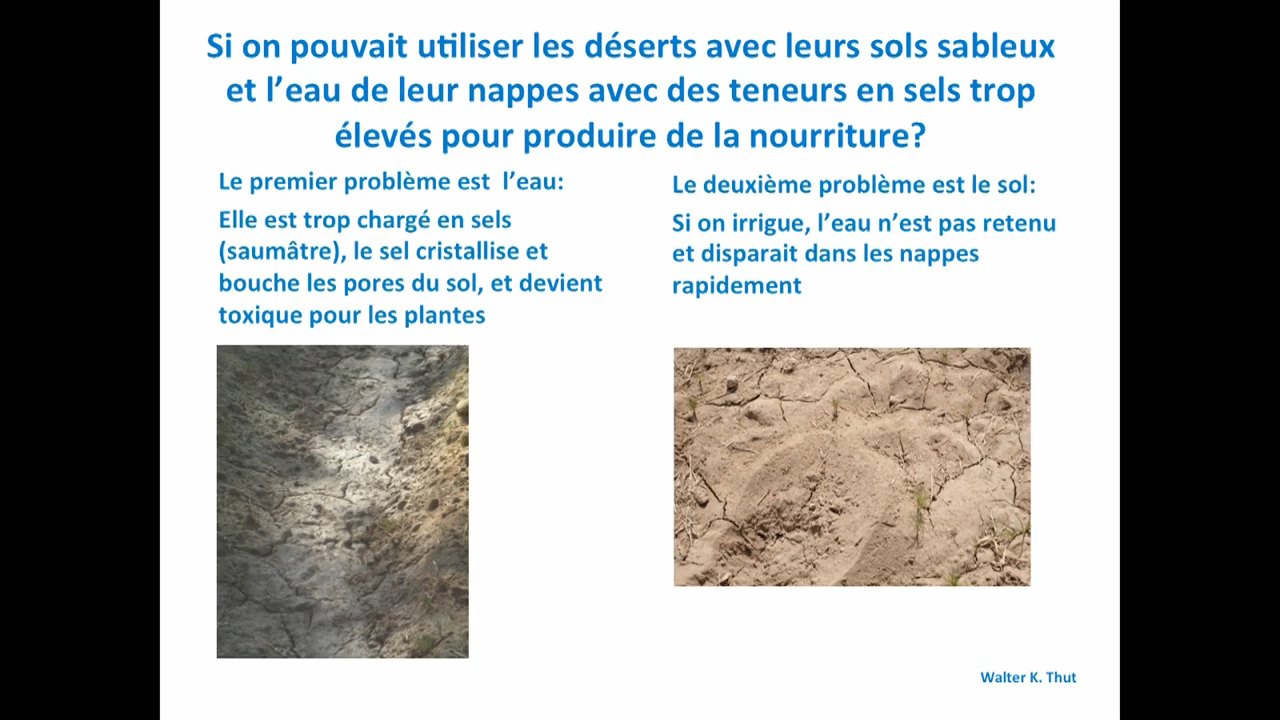 Si on pouvait utiliser les déserts avec leurs sols sableux
et l’eau de leur nappes avec des teneurs en sels trop
élevés pour produire de la nourriture?
Le premier problème est l’eau:
Elle est trop chargé en sels
(saumâtre), le sel cristallise et
bouche les pores du sol, et devient
toxique pour les plantes
Le deuxième problème est le sol:
Si on irrigue, l’eau n’est pas retenu
et disparait dans les nappes
rapidement
Walter K. Thut